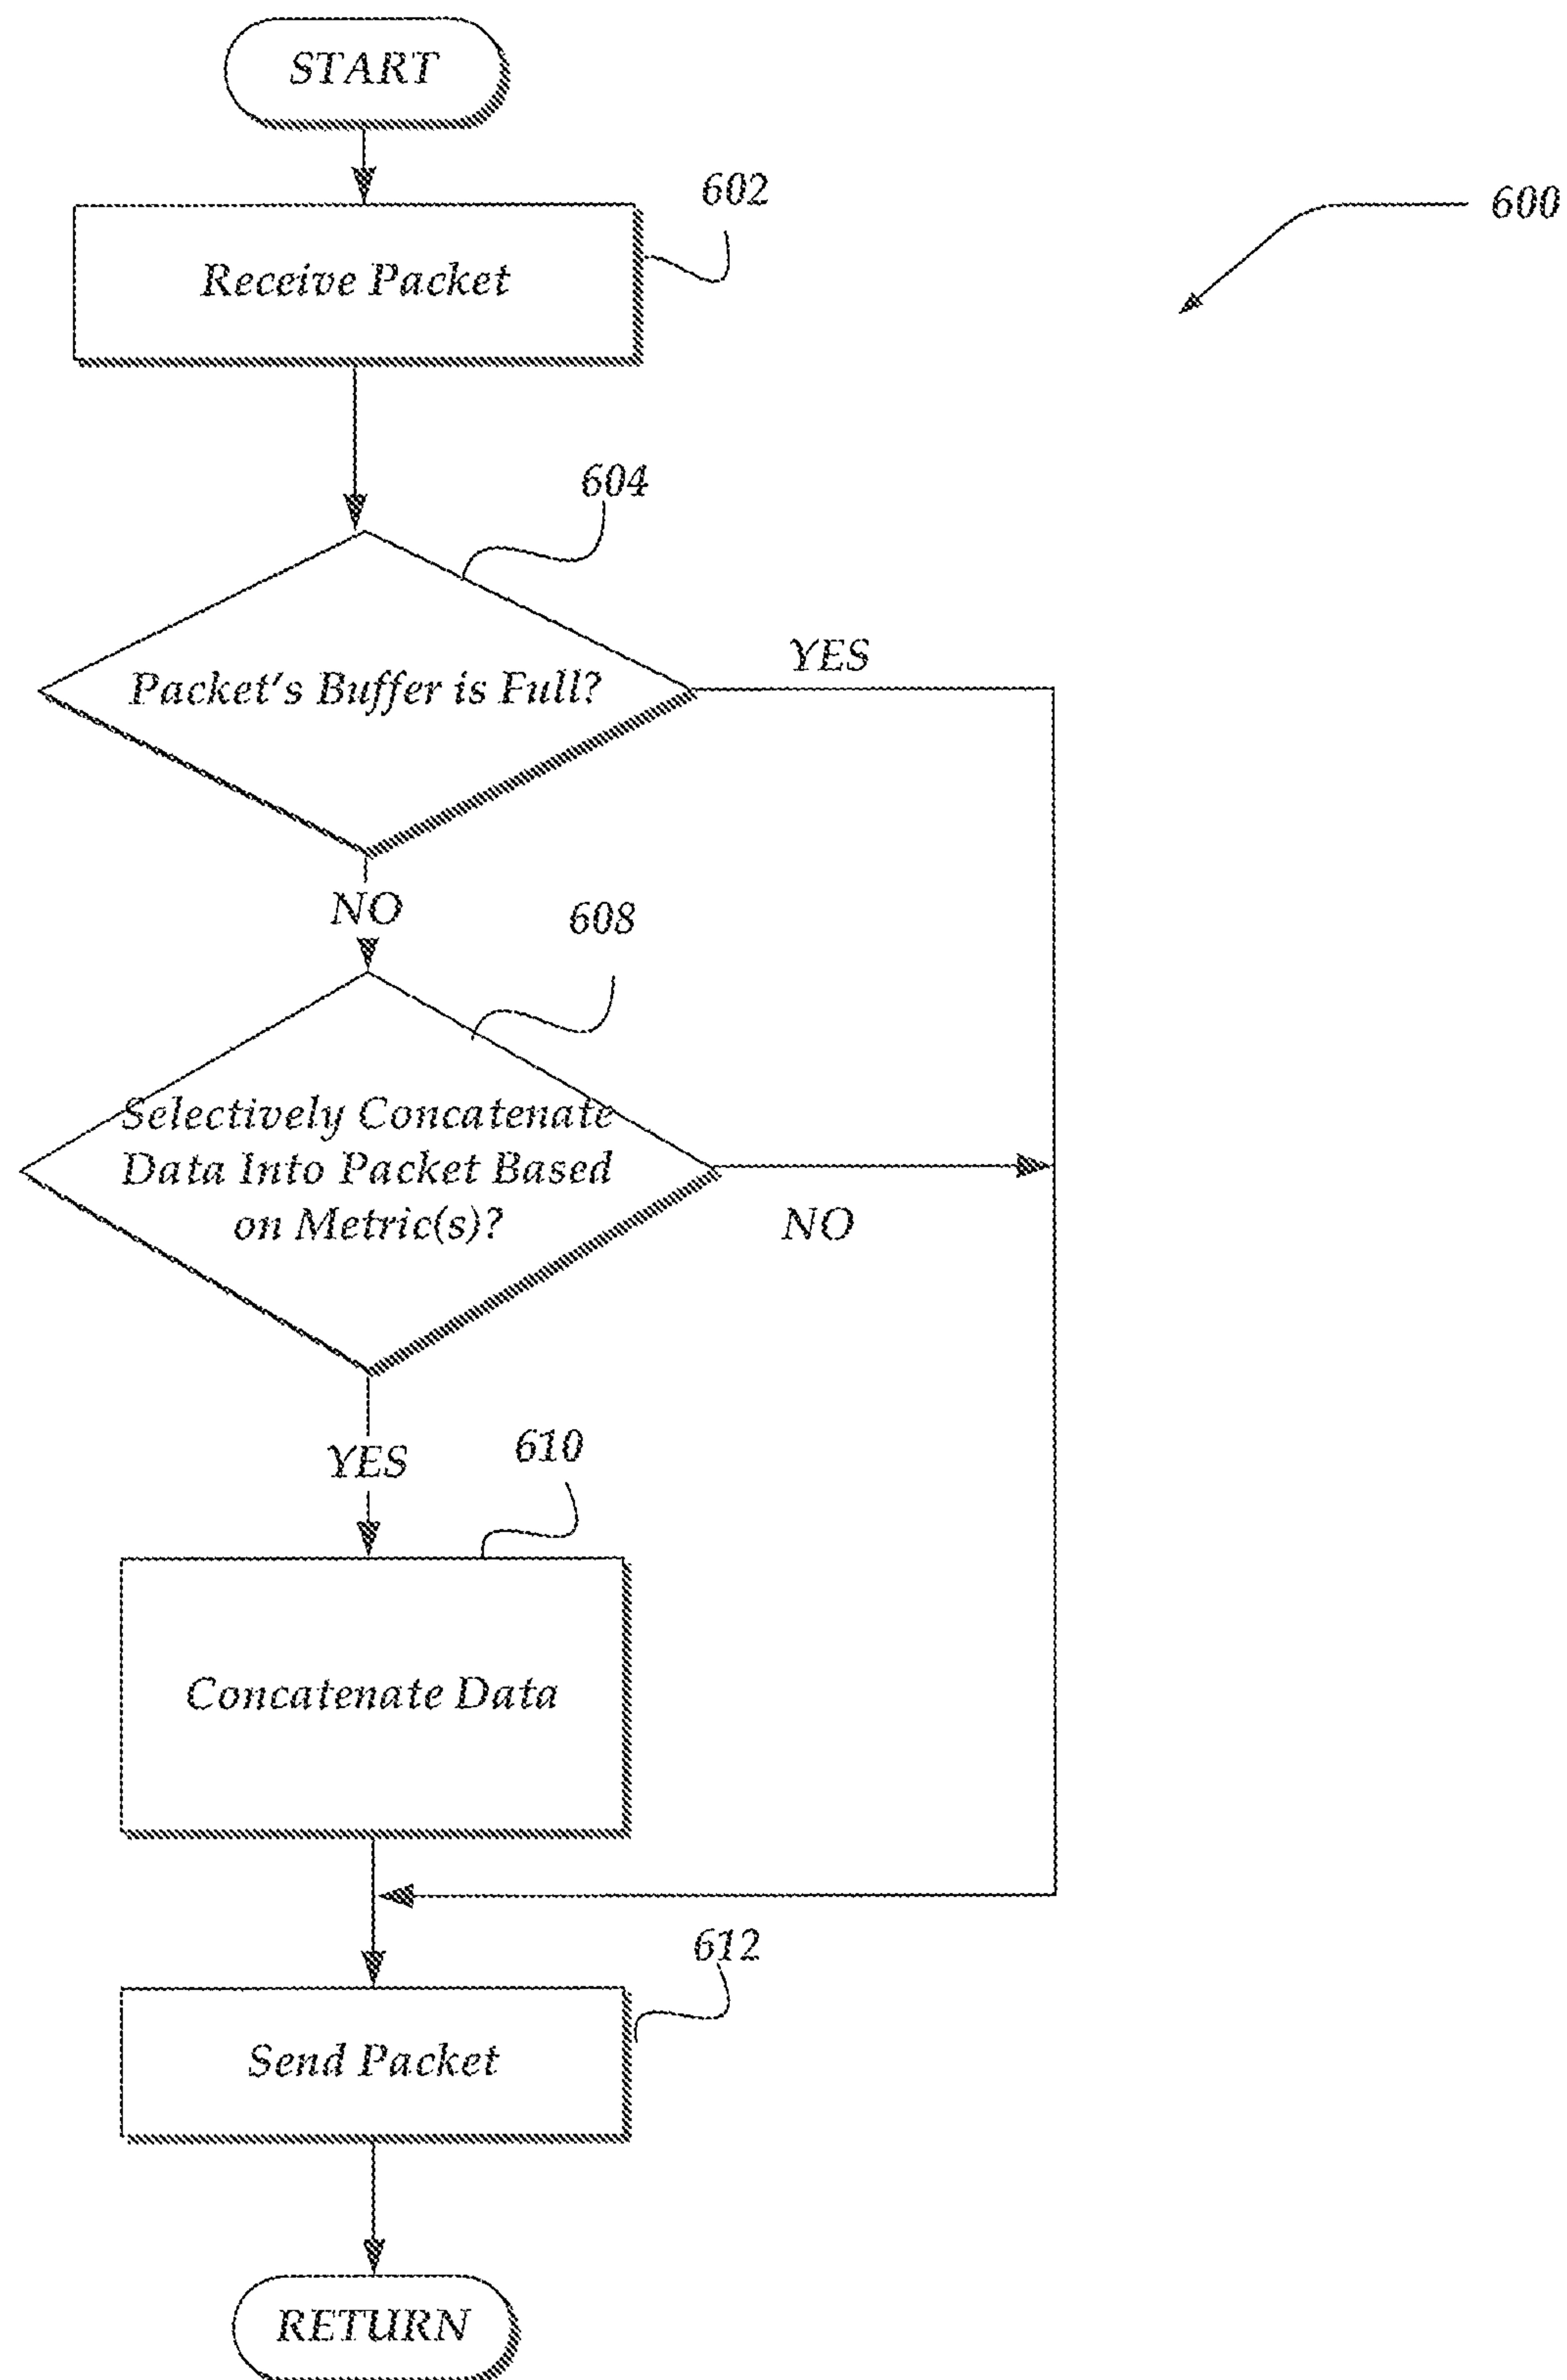 START
602
600
Receive Packet
604
YES
Packet's Buffer is Full?
NO
608
Selectively Concatenate
Data Into Packet Based
on Metric(s)?
NO
YES
610
Concatenate Data
612
Send Packet
RETURN